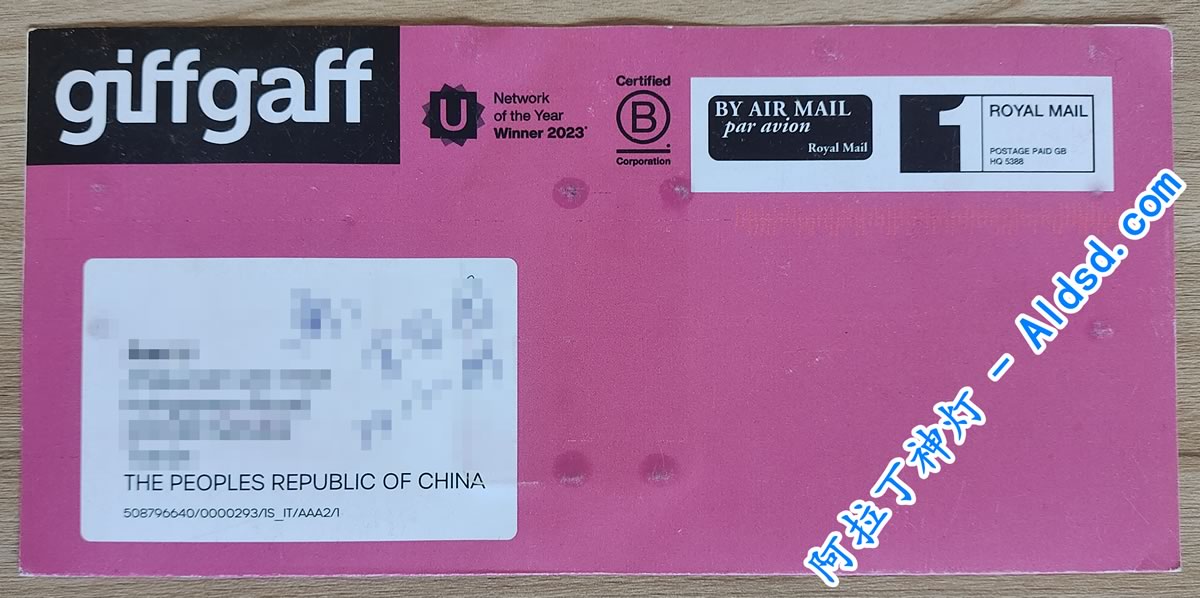 giffgaff
U
Network
of the Year
Winner 2023*
Certified
B
Corporation
BY AIR MAIL
par avion
Royal Mail
1
ROYAL MAIL
POSTAGE PAID GB
HQ 5388
THE PEOPLES REPUBLIC OF CHINA
508796640/0000293/1S_IT/AAA2/1
阿拉丁神灯 - Aldsd.com